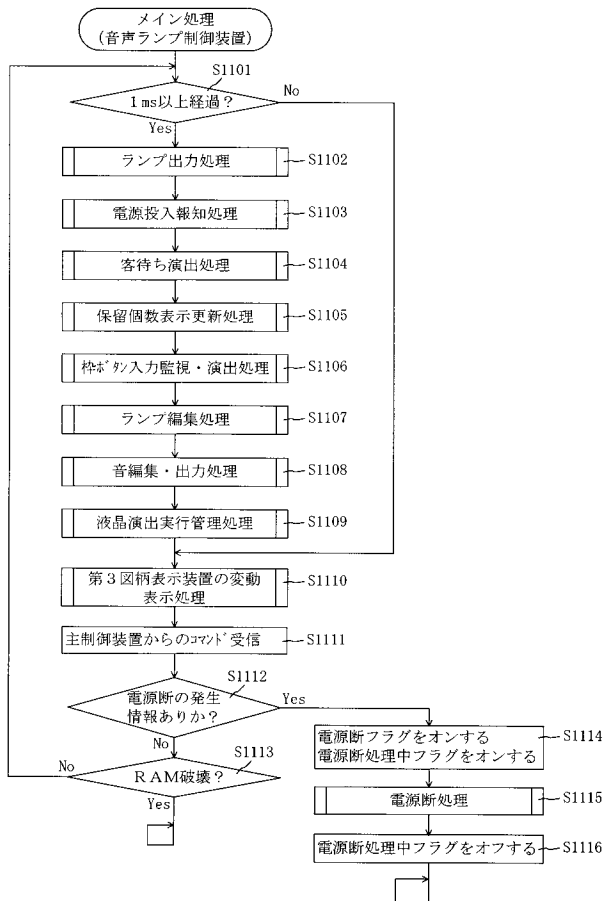 メイン処理
(音声ランプ制御装置)
S1101
1ms以上経過?
No
Yes
ランプ出力処理
S1102
電源投入報知処理
S1103
客待ち演出処理
S1104
保留個数表示更新処理
S1105
枠ボタン入力監視・演出処理
S1106
ランプ編集処理
S1107
音編集・出力処理
S1108
液晶演出実行管理処理
S1109
第3図柄表示装置の変動
表示処理
S1110
主制御装置からのコマンド受信
S1111
S1112
電源断の発生
情報ありか?
Yes
No
S1113
RAM破壊?
No
Yes
電源断フラグをオンする
電源断処理中フラグをオンする
S1114
電源断処理
S1115
電源断処理中フラグをオフする
S1116